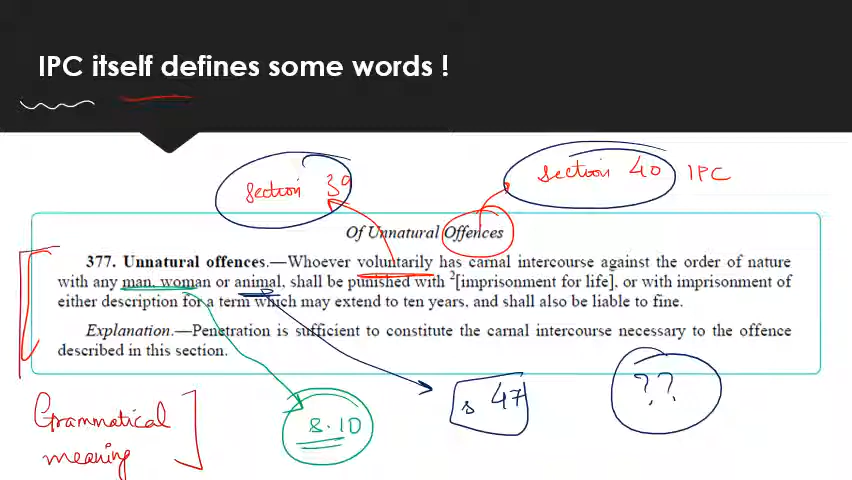 IPC itself defines some words !
Section 39
Section 40 IPC
Of Unnatural Offences
377. Unnatural offences.—Whoever voluntarily has carnal intercourse against the order of nature
with any man, woman or animal, shall be punished with 2[imprisonment for life], or with imprisonment of
either description for a term which may extend to ten years, and shall also be liable to fine.
Explanation.—Penetration is sufficient to constitute the carnal intercourse necessary to the offence
described in this section.
Grammatical
meaning
s.10
s 47
??